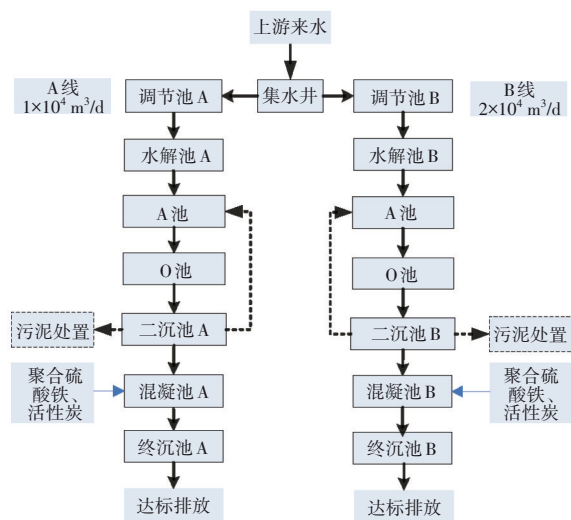 上游来水
A 线
1×10⁴ m³/d
调节池 A
集水井
调节池 B
B 线
2×10⁴ m³/d
水解池 A
水解池 B
A 池
A 池
O 池
O 池
污泥处置
二沉池 A
二沉池 B
污泥处置
聚合硫
酸铁、
活性炭
混凝池 A
混凝池 B
聚合硫
酸铁、
活性炭
终沉池 A
终沉池 B
达标排放
达标排放